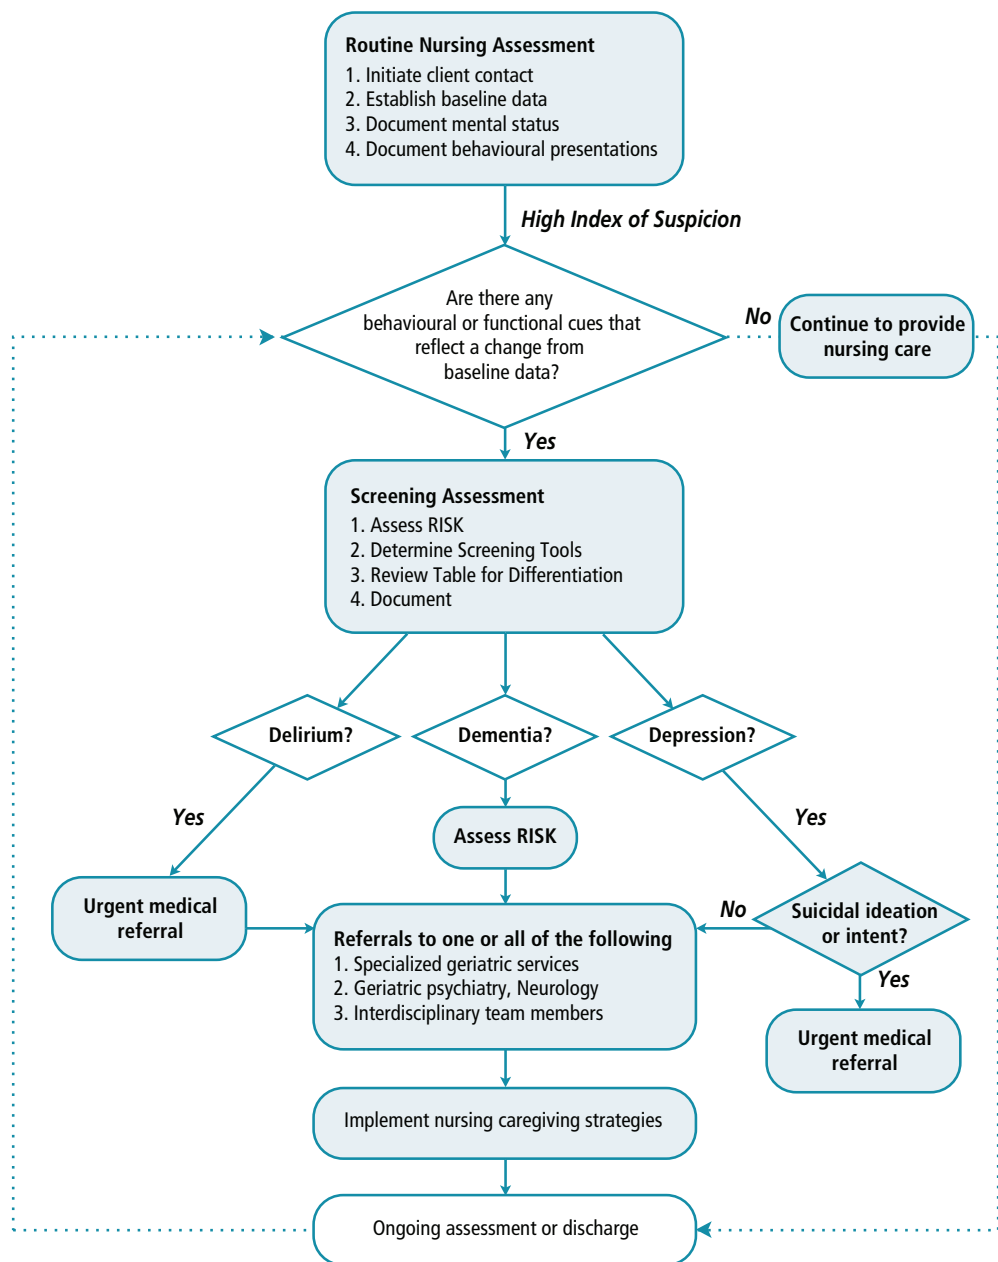 Routine Nursing Assessment
1. Initiate client contact
2. Establish baseline data
3. Document mental status
4. Document behavioural presentations
High Index of Suspicion
Are there any
behavioural or functional cues that
reflect a change from
baseline data?
No
Continue to provide
nursing care
Yes
Screening Assessment
1. Assess RISK
2. Determine Screening Tools
3. Review Table for Differentiation
4. Document
Delirium?
Dementia?
Depression?
Yes
Assess RISK
Yes
Urgent medical
referral
No
Suicidal ideation
or intent?
Referrals to one or all of the following
1. Specialized geriatric services
2. Geriatric psychiatry, Neurology
3. Interdisciplinary team members
Yes
Urgent medical
referral
Implement nursing caregiving strategies
Ongoing assessment or discharge